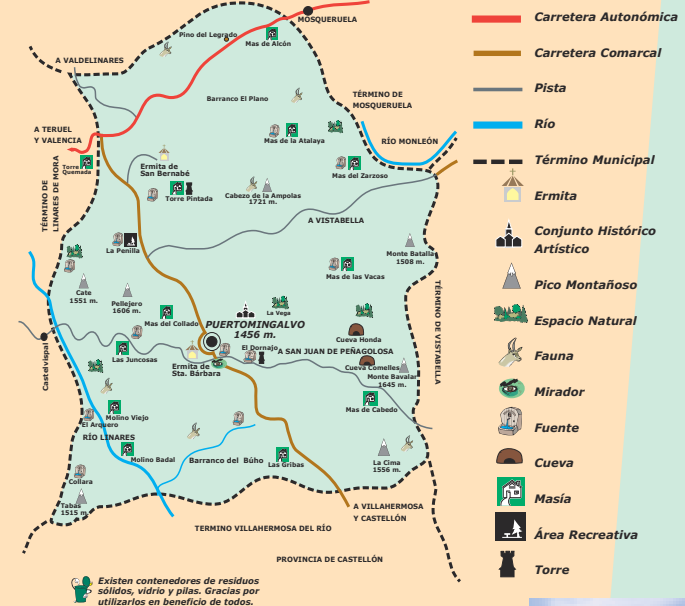 MOSQUERUELA
Pino del Legrado
Mas de Alcón
A VALDELINARES
Barranco El Plano
TÉRMINO DE
MOSQUERUELA
A TERUEL
Y VALENCIA
Mas de la Atalaya
RÍO MONLEÓN
Torre
Quemada
Ermita de
San Bernabé
Mas del Zarzoso
TÉRMINO DE
LINARES DE MORA
Torre Pintada
Cabezo de la Ampolas
1721 m.
A VISTABELLA
La Penilla
Monte Batalla
1508 m.
Mas de las Vacas
Cate
1551 m.
Pellejero
1606 m.
TÉRMINO DE VISTABELLA
Mas del Collado
La Vega
PUERTOMINGALVO
1456 m.
Cueva Honda
Castelvispal
Las Juncosas
El Dornajo
A SAN JUAN DE PEÑAGOLOSA
Ermita de
Sta. Bárbara
Cueva Comelles
Monte Bavalar
1645 m.
Mas de Cabedo
Molino Viejo
El Arquero
RÍO LINARES
Molino Badal
Barranco del Búho
Las Gribas
La Cima
1556 m.
Collara
Tabas
1515 m.
A VILLAHERMOSA
Y CASTELLÓN
TERMINO VILLAHERMOSA DEL RÍO
PROVINCIA DE CASTELLÓN
Existen contenedores de residuos
sólidos, vidrio y pilas. Gracias por
utilizarlos en beneficio de todos.
Carretera Autonómica
Carretera Comarcal
Pista
Río
Término Municipal
Ermita
Conjunto Histórico
Artístico
Pico Montañoso
Espacio Natural
Fauna
Mirador
Fuente
Cueva
Masía
Área Recreativa
Torre